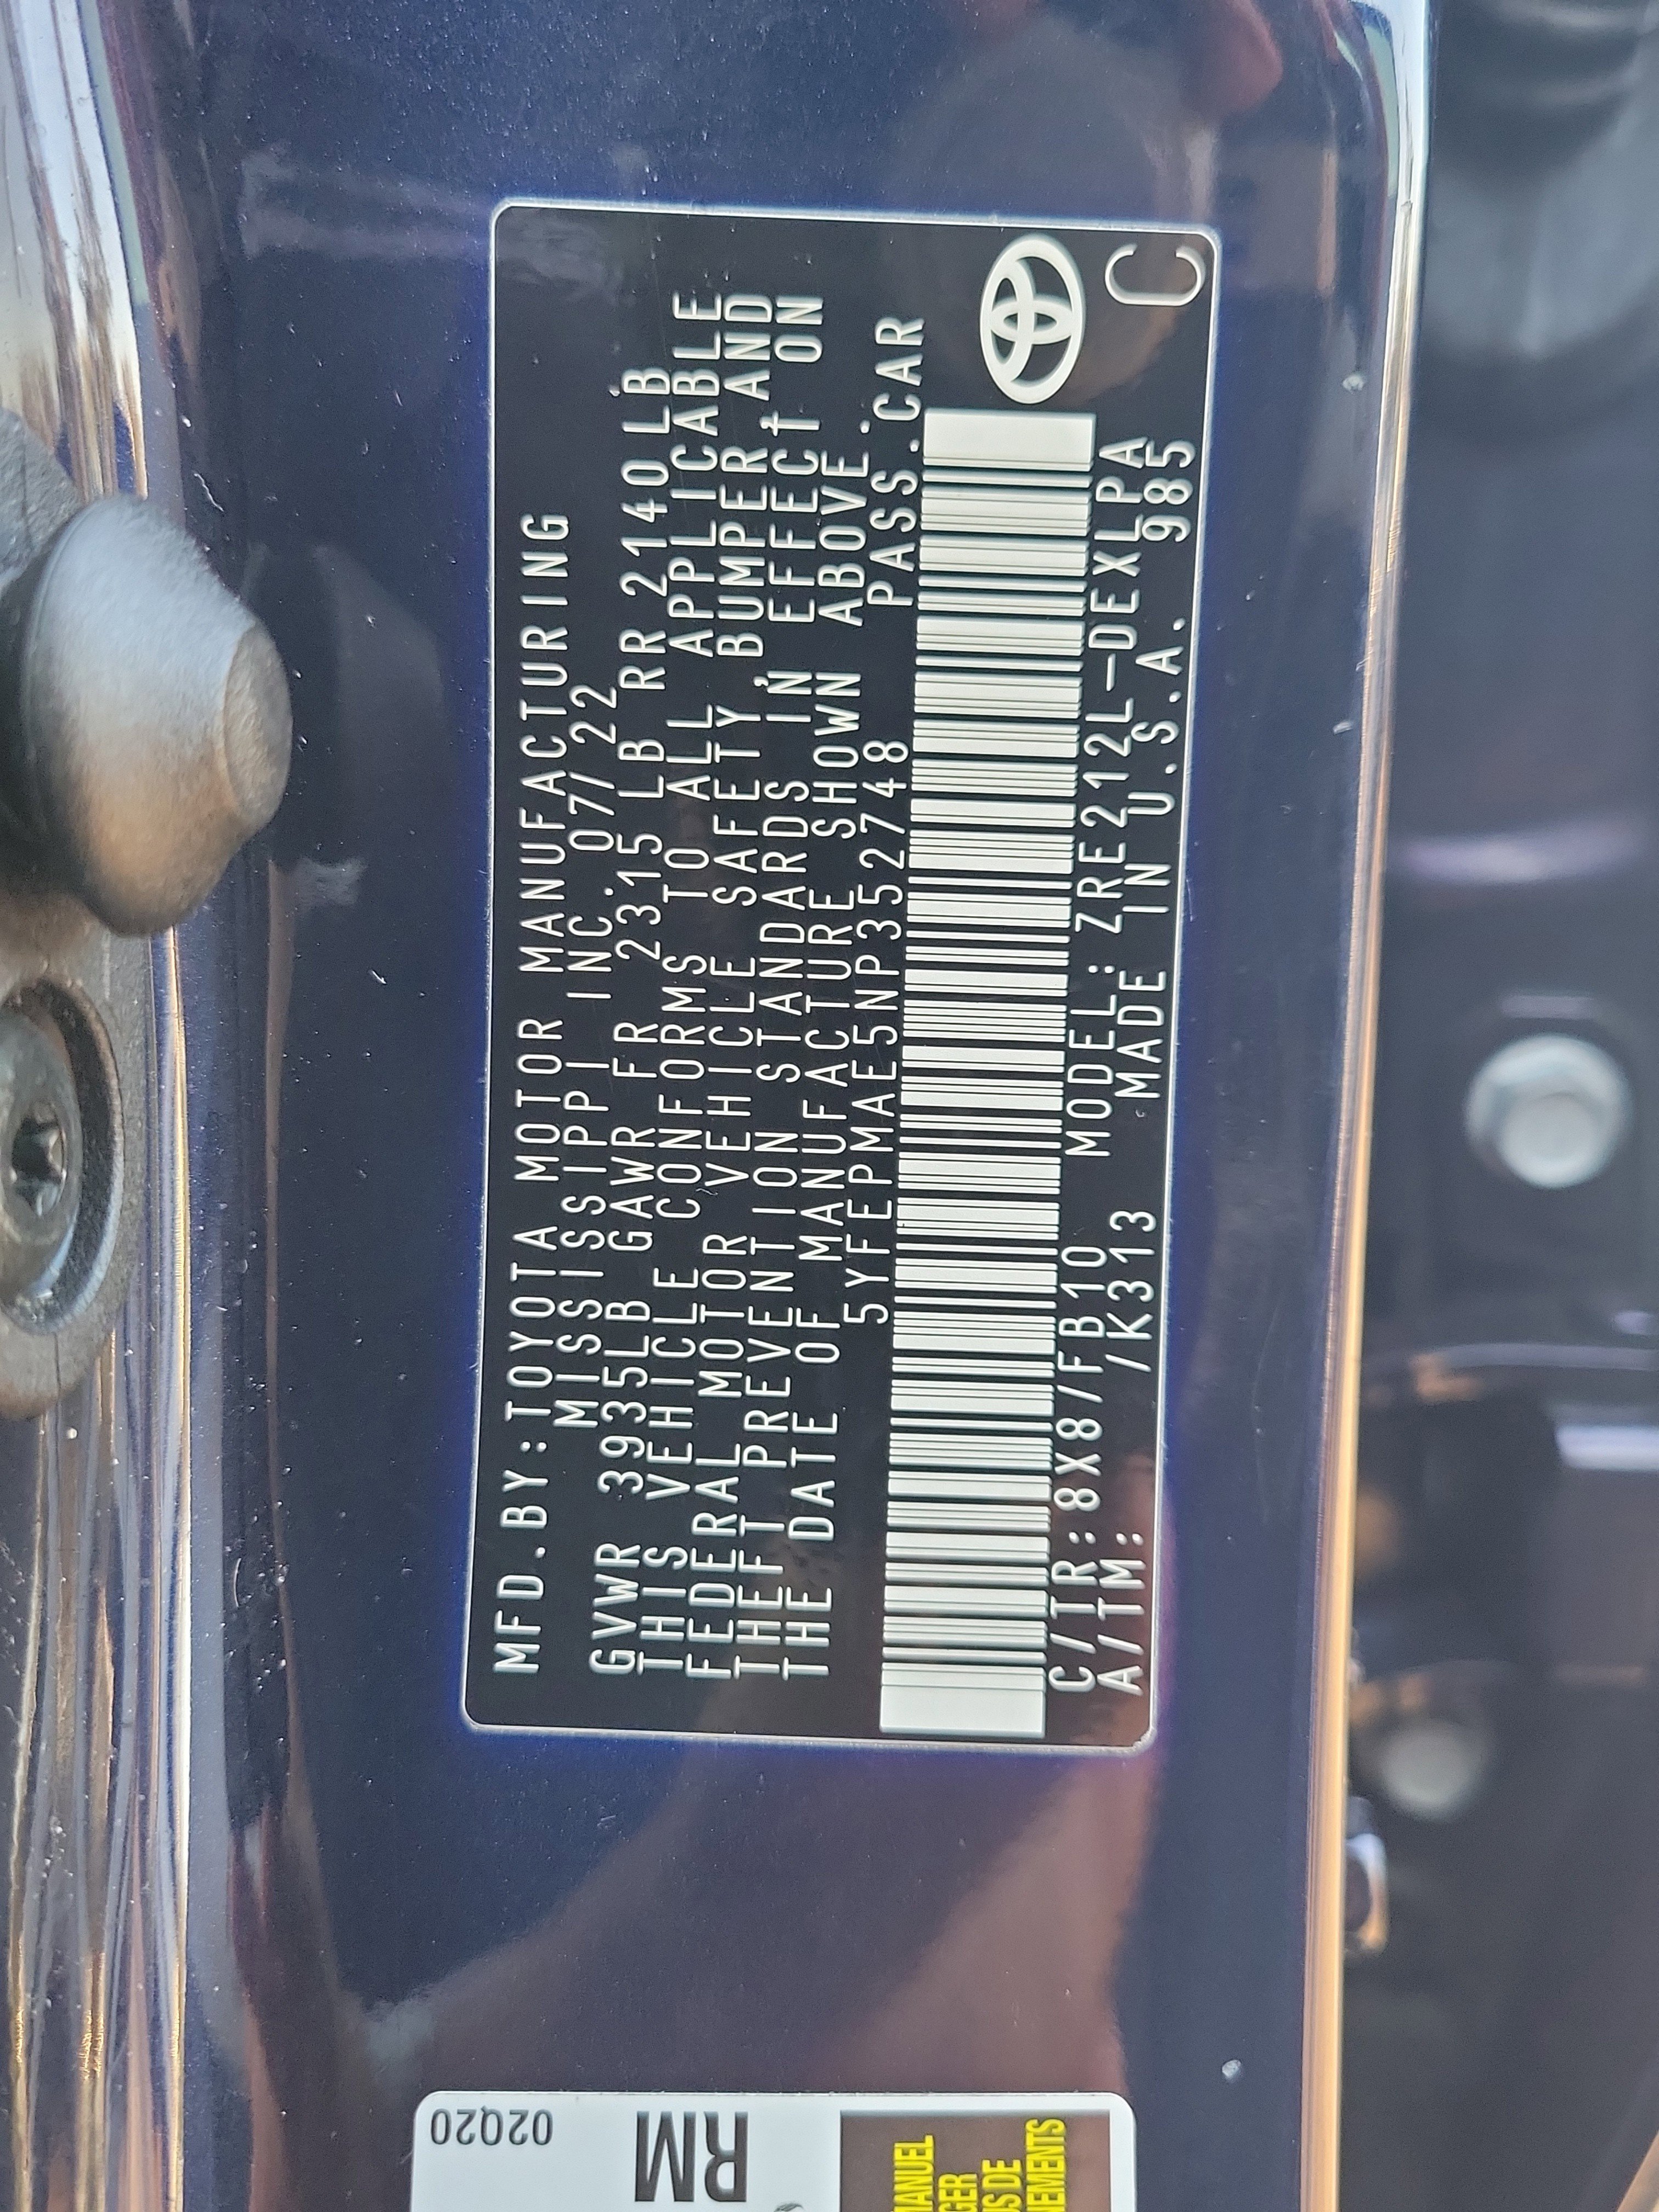 MFD.BY:TOYOTA MOTOR MANUFACTURING
MISSISSIPPI INC. 07/22
GVWR 3935LB GAWR FR 2315 LB RR 2140LB
THIS VEHICLE CONFORMS TO ALL APPLICABLE
FEDERAL MOTOR VEHICLE SAFETY, BUMPER AND
THEFT PREVENTION STANDARDS IN EFFECT ON
THE DATE OF MANUFACTURE SHOWN ABOVE.
5YFEPMAE5NP352748 PASS.CAR
C/TR:8X8/FB10 MODEL: ZRE212L-DEXLPA
A/TM: /K313 MADE IN U.S.A. 985
C
02Q20
RM